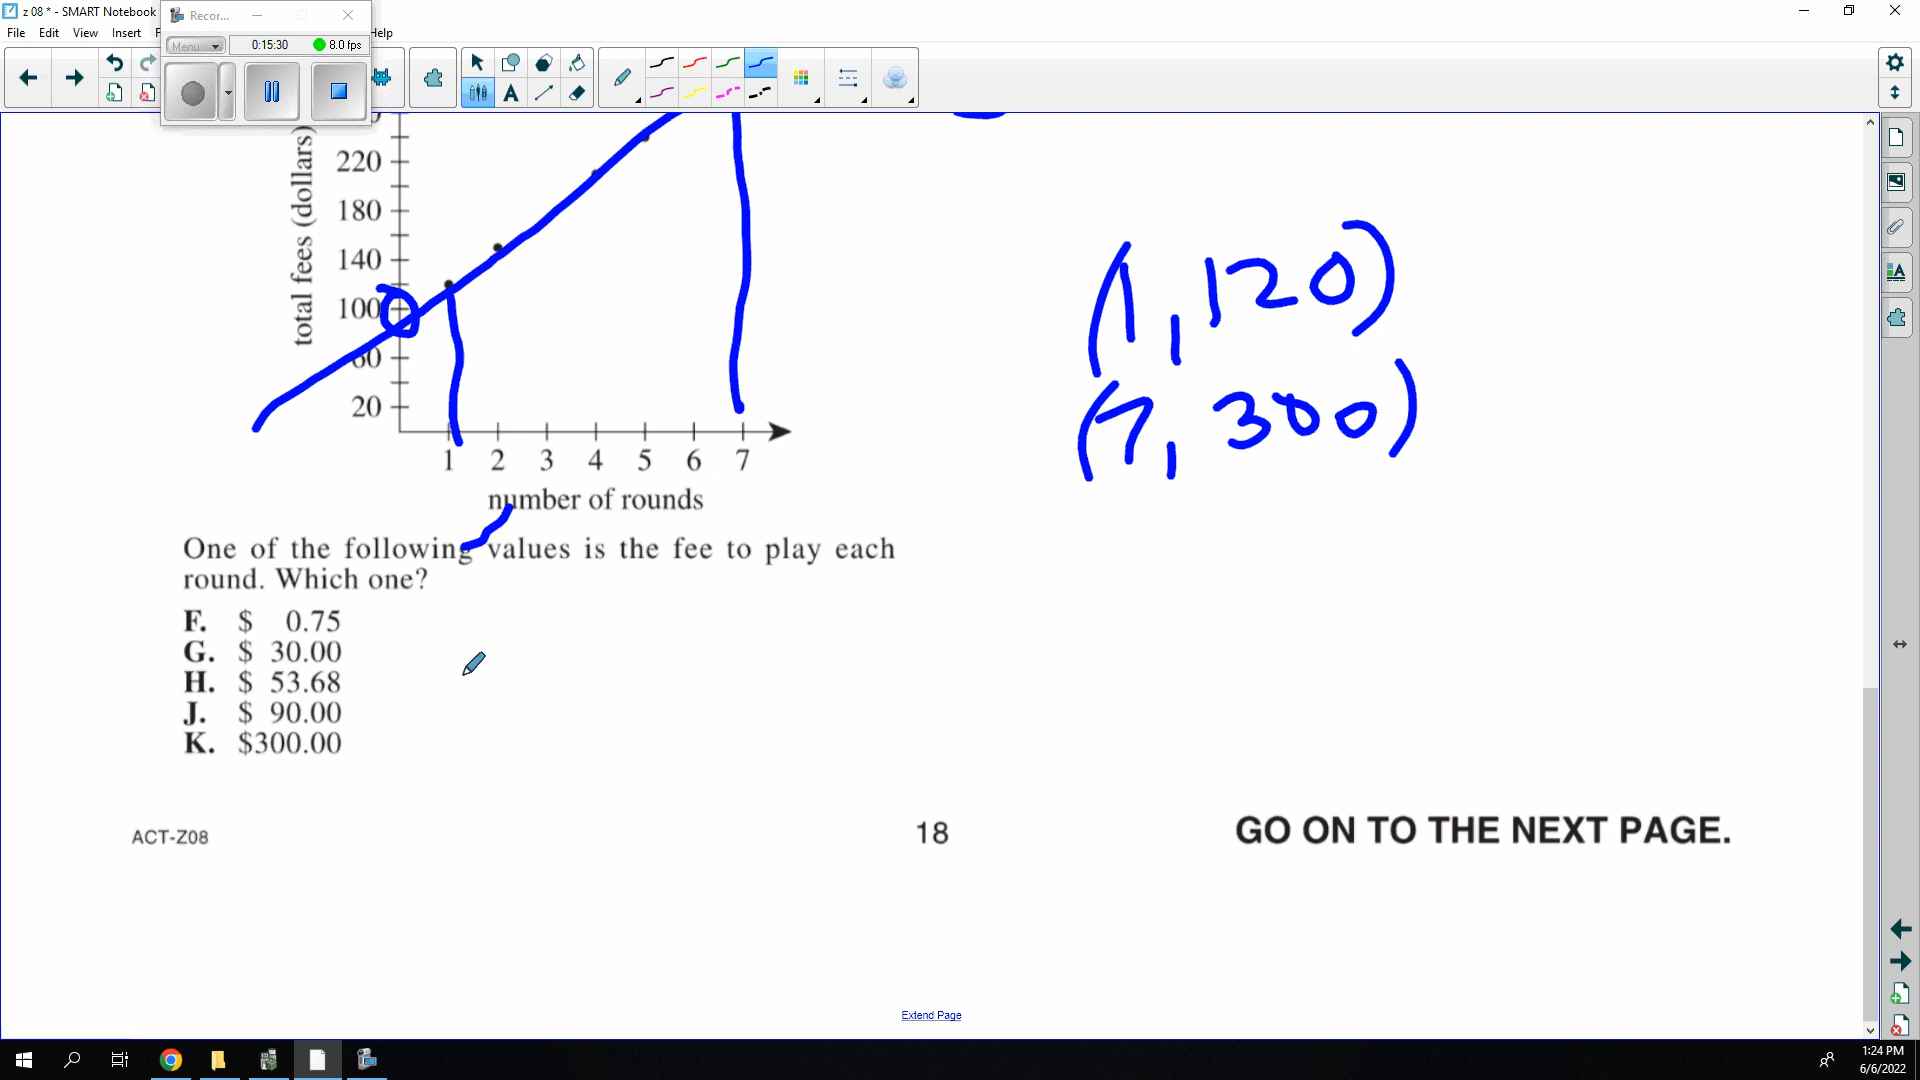 z 08 * - SMART Notebook
Recor...
File Edit View Insert
elp
Menu
0:15:30
8.0 fps
A
total fees (dollars)
220
180
140
100
60
20
1 2 3 4 5 6 7
number of rounds
(1, 120)
(7, 300)
One of the following values is the fee to play each
round. Which one?
F. $ 0.75
G. $ 30.00
H. $ 53.68
J. $ 90.00
K. $300.00
ACT-Z08
18
GO ON TO THE NEXT PAGE.
Extend Page
1:24 PM
6/6/2022